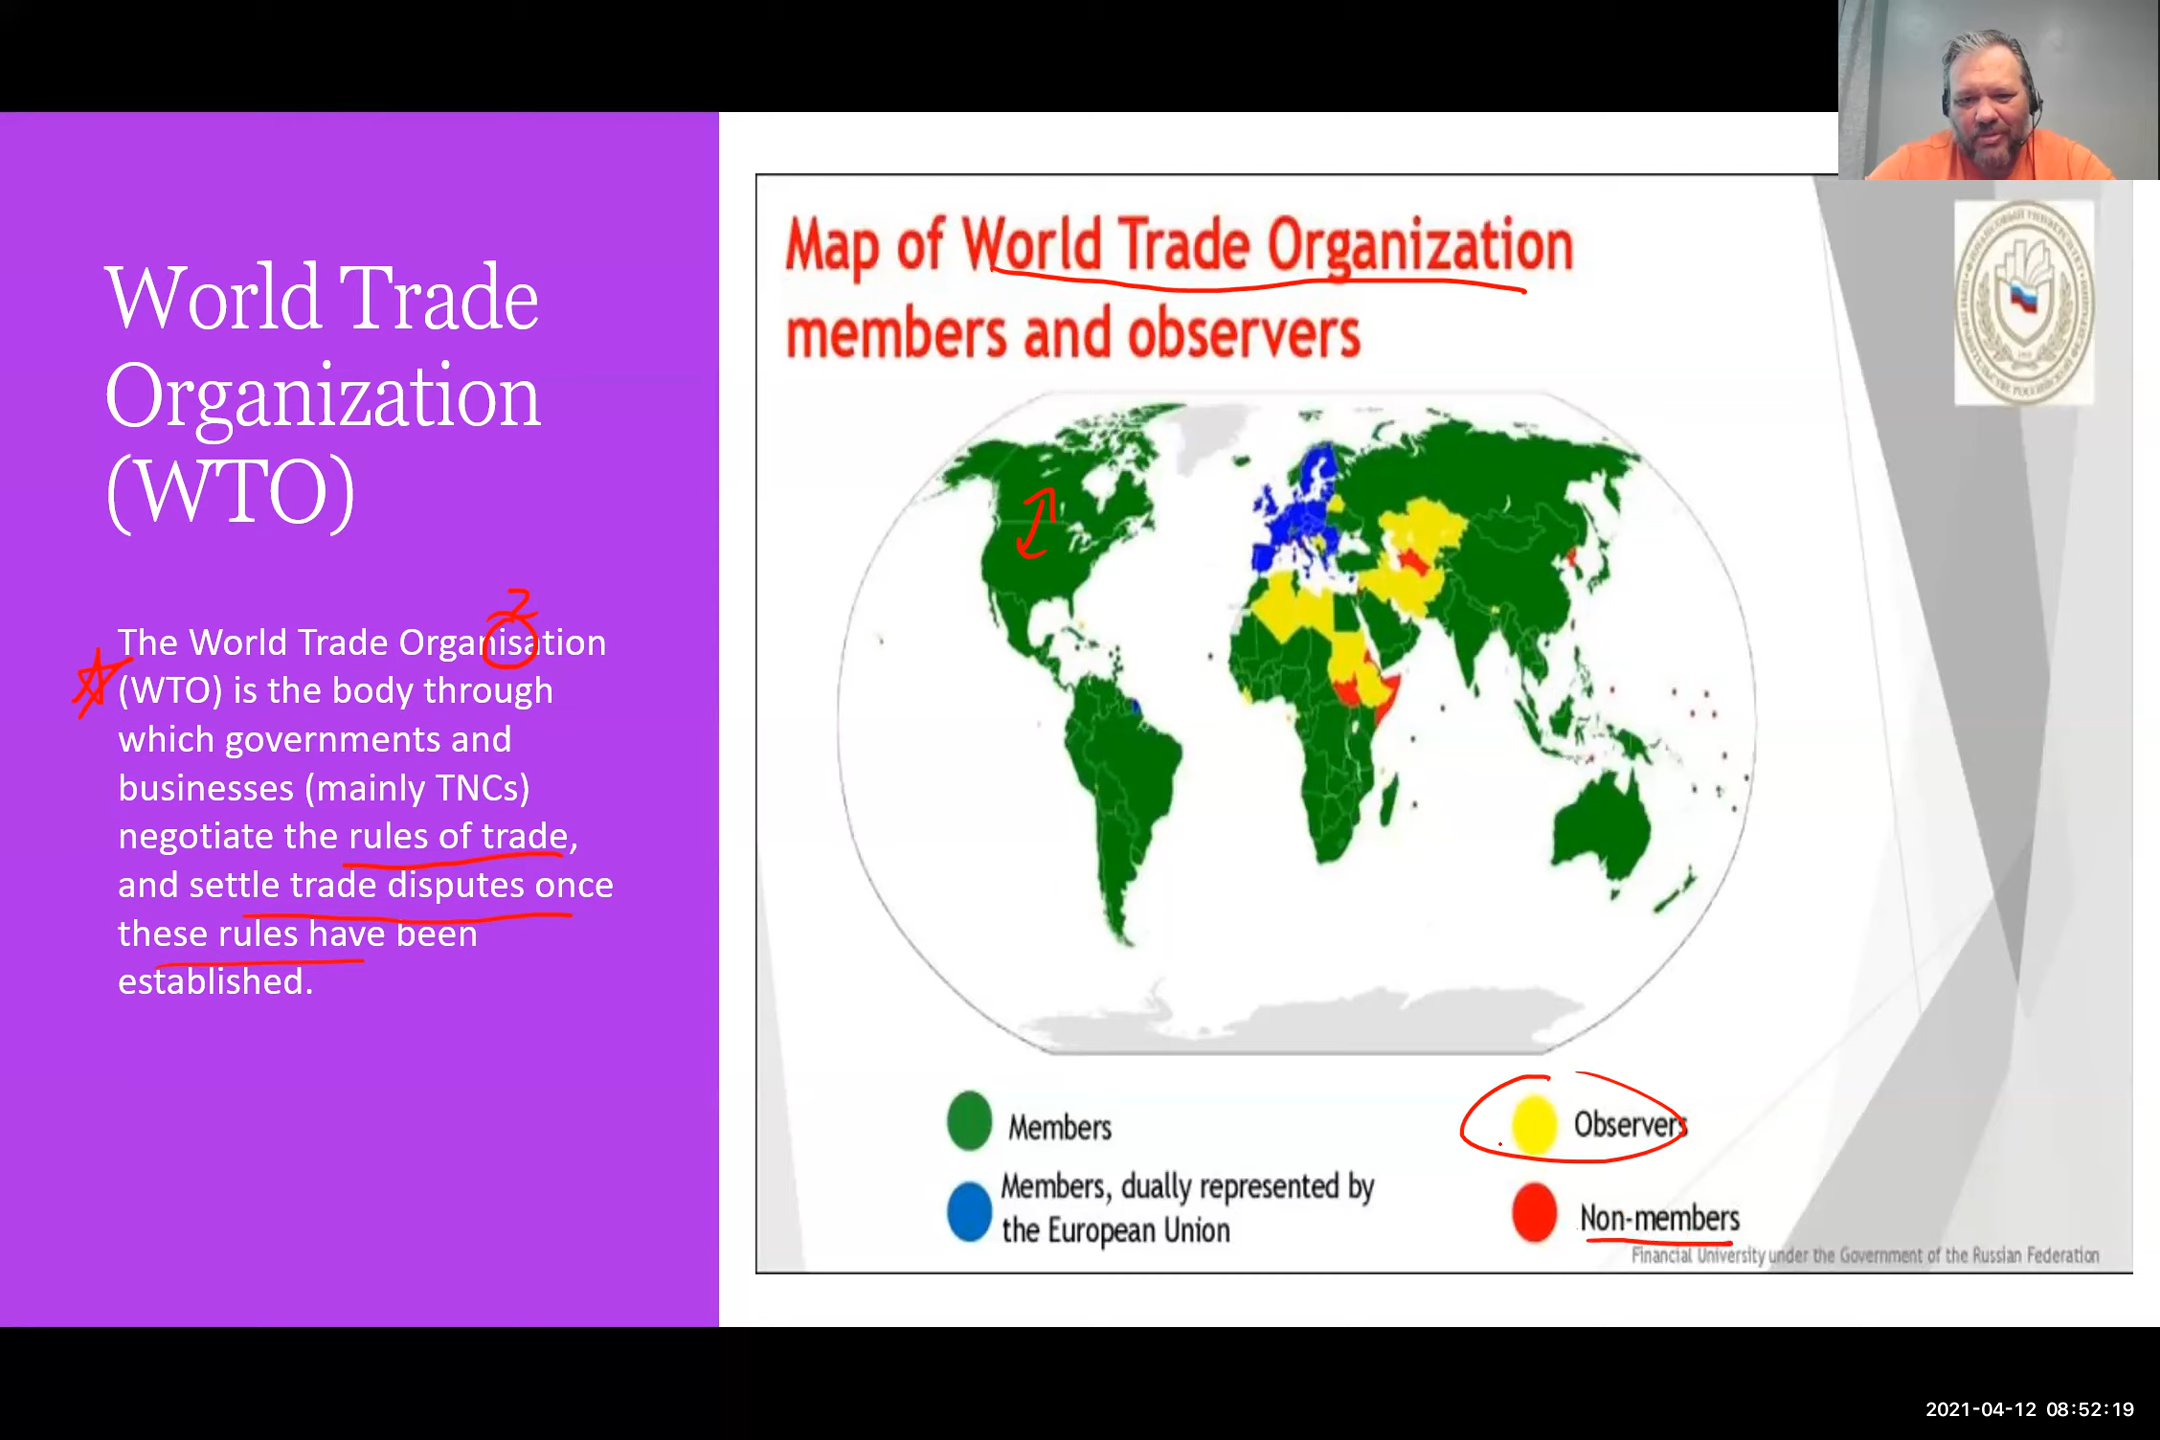 World Trade
Organization
(WTO)
The World Trade Organisation
(WTO) is the body through
which governments and
businesses (mainly TNCs)
negotiate the rules of trade,
and settle trade disputes once
these rules have been
established.
Map of World Trade Organization
members and observers
Members
Members, dually represented by
the European Union
Observers
Non-members
Financial University under the Government of the Russian Federation
2021-04-12 08:52:19